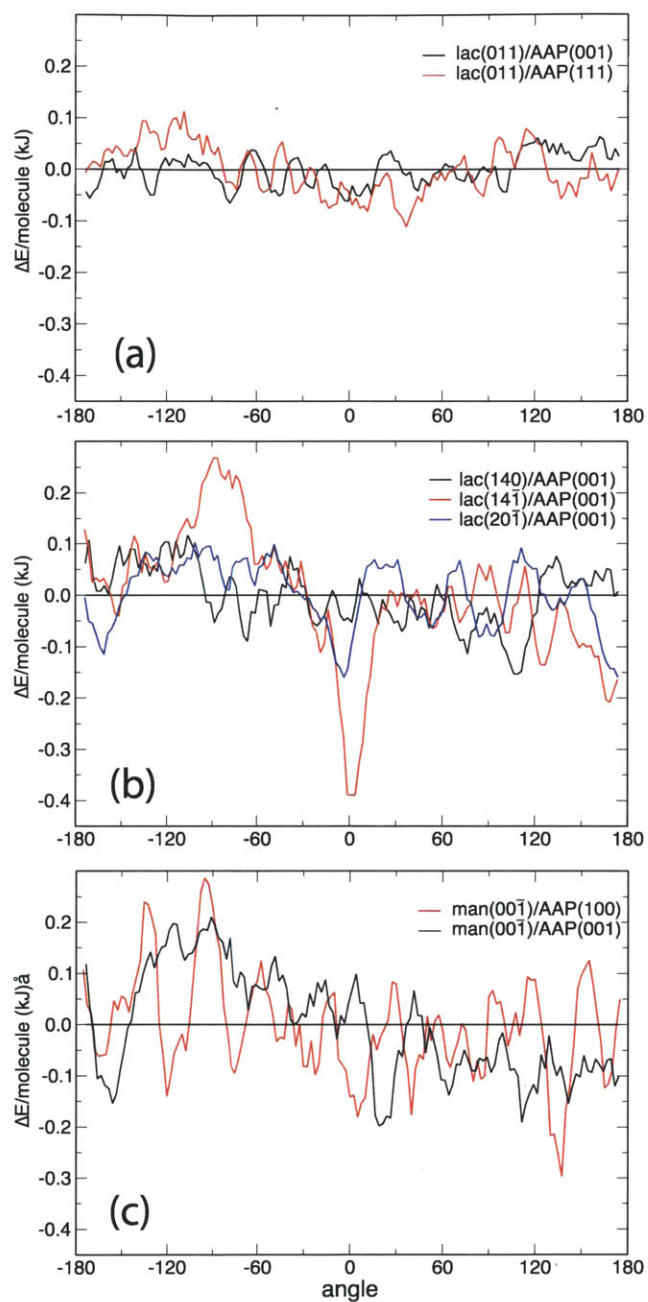 lac(011)/AAP(001)
lac(011)/AAP(111)
0.2
0.1
0.0
-0.1
-0.2
-0.3
-0.4
ΔE/molecule (kJ)
(a)
-180 -120 -60 0 60 120 180
lac(140)/AAP(001)
lac(141̄)/AAP(001)
lac(201̄)/AAP(001)
0.2
0.1
0.0
-0.1
-0.2
-0.3
-0.4
ΔE/molecule (kJ)
(b)
-180 -120 -60 0 60 120 180
man(001̄)/AAP(100)
man(001̄)/AAP(001)
0.2
0.1
0.0
-0.1
-0.2
-0.3
-0.4
ΔE/molecule (kJ)å
(c)
-180 -120 -60 0 60 120 180
angle